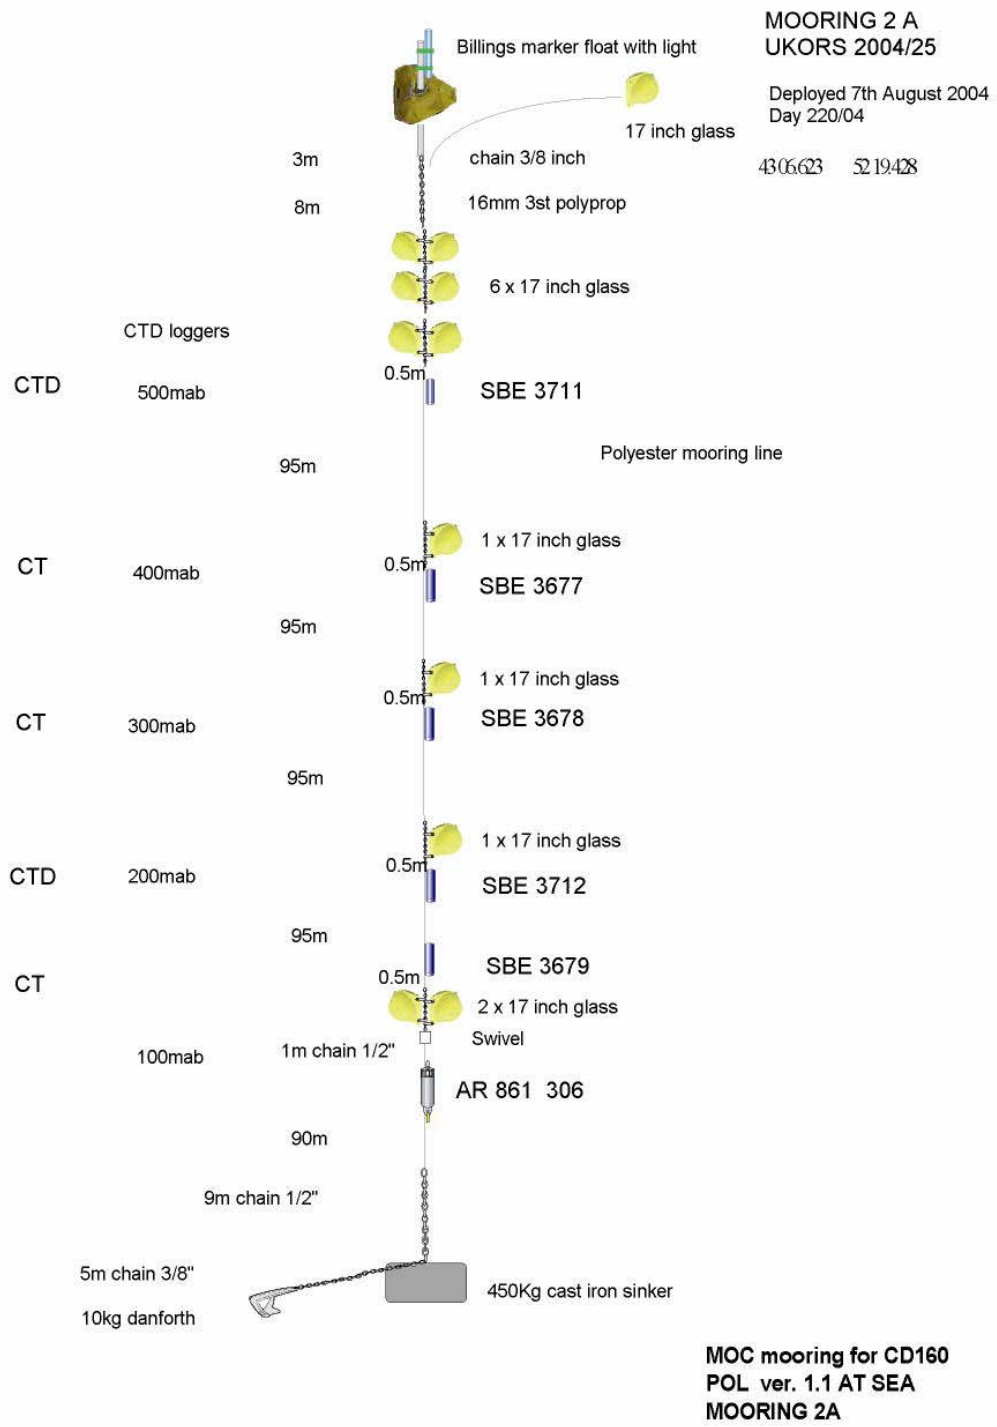 MOORING 2 A
UKORS 2004/25
Billings marker float with light
Deployed 7th August 2004
Day 220/04
17 inch glass
3m
chain 3/8 inch
4306.623 5219.428
8m
16mm 3st polyprop
6 x 17 inch glass
CTD loggers
0.5m
CTD
500mab
SBE 3711
Polyester mooring line
95m
1 x 17 inch glass
0.5m
CT
400mab
SBE 3677
95m
1 x 17 inch glass
0.5m
CT
300mab
SBE 3678
95m
1 x 17 inch glass
0.5m
CTD
200mab
SBE 3712
95m
SBE 3679
0.5m
CT
2 x 17 inch glass
Swivel
100mab
1m chain 1/2"
AR 861 306
90m
9m chain 1/2"
5m chain 3/8"
450Kg cast iron sinker
10kg danforth
MOC mooring for CD160
POL ver. 1.1 AT SEA
MOORING 2A